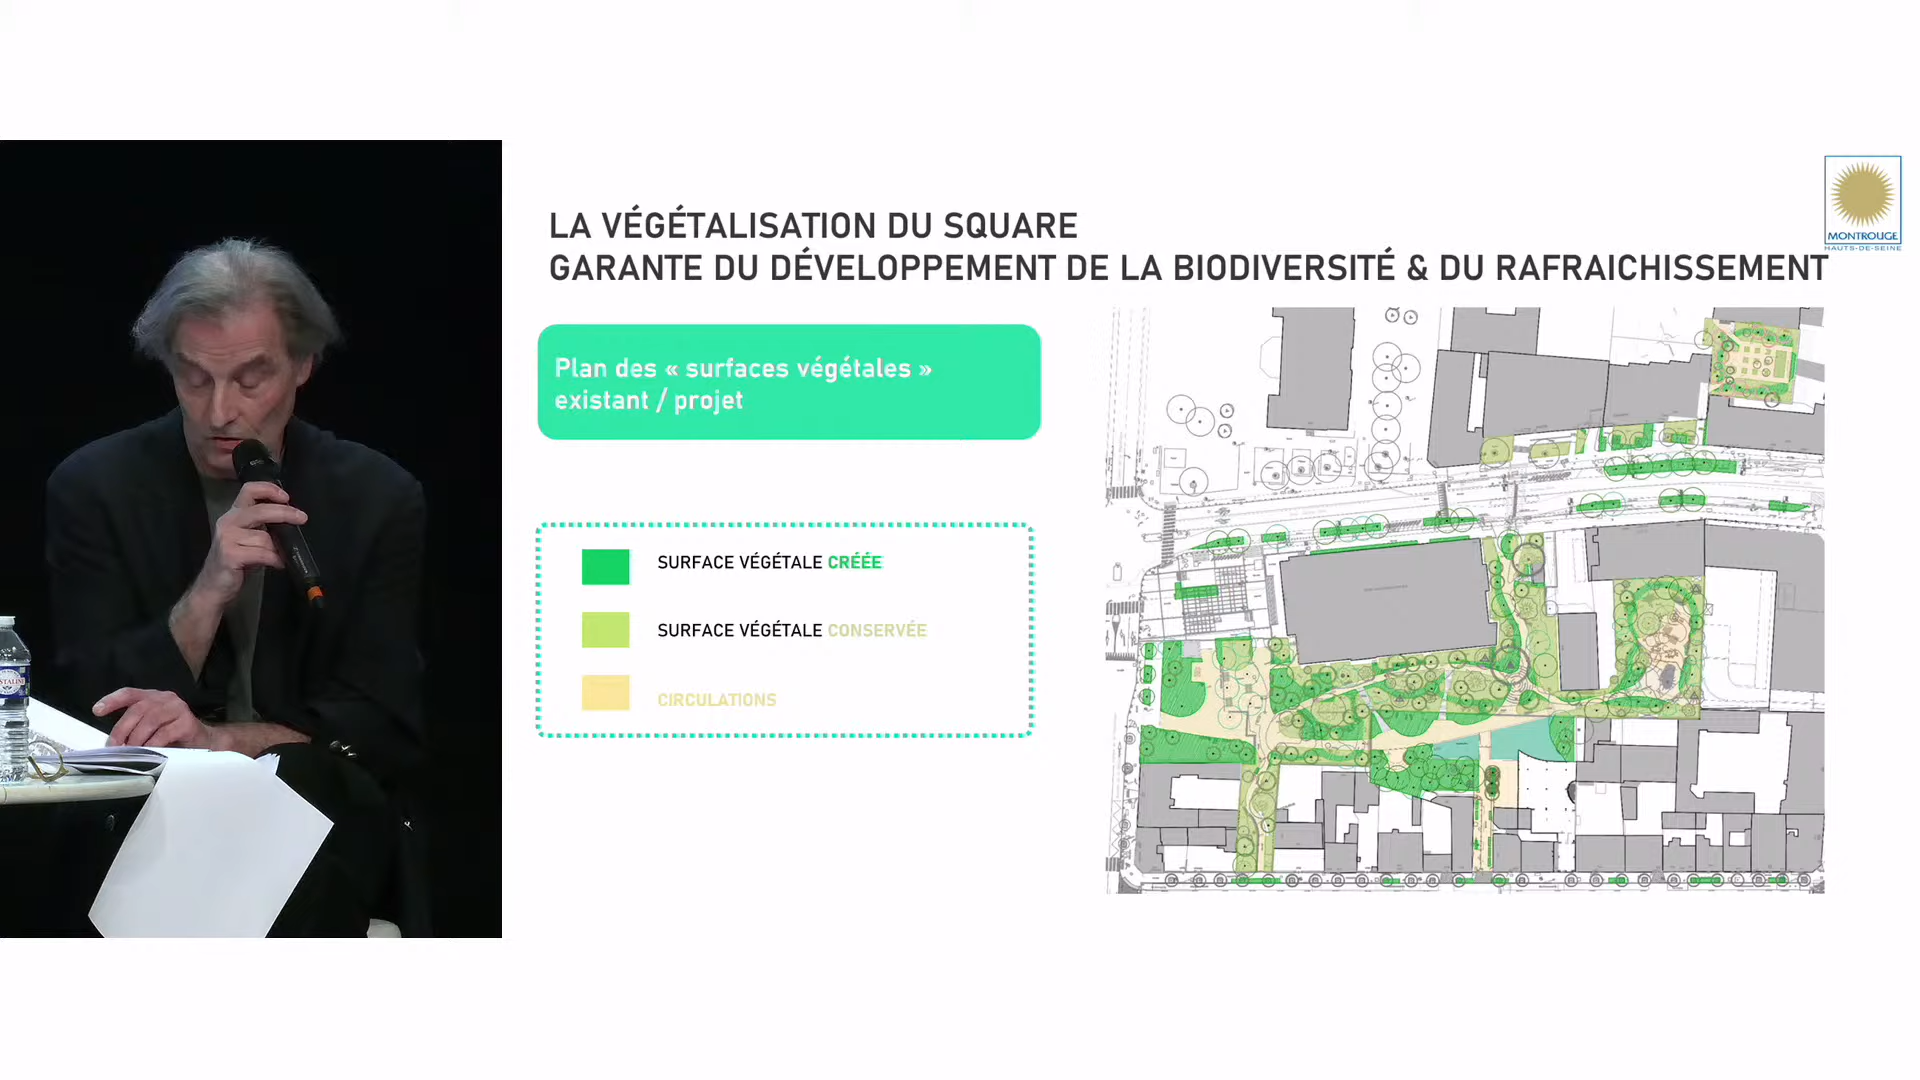 LA VÉGÉTALISATION DU SQUARE
GARANTE DU DÉVELOPPEMENT DE LA BIODIVERSITÉ & DU RAFRAICHISSEMENT
MONTROUGE
HAUTS-DE-SEINE
Plan des « surfaces végétales »
existant / projet
SURFACE VÉGÉTALE CRÉÉE
SURFACE VÉGÉTALE CONSERVÉE
CIRCULATIONS